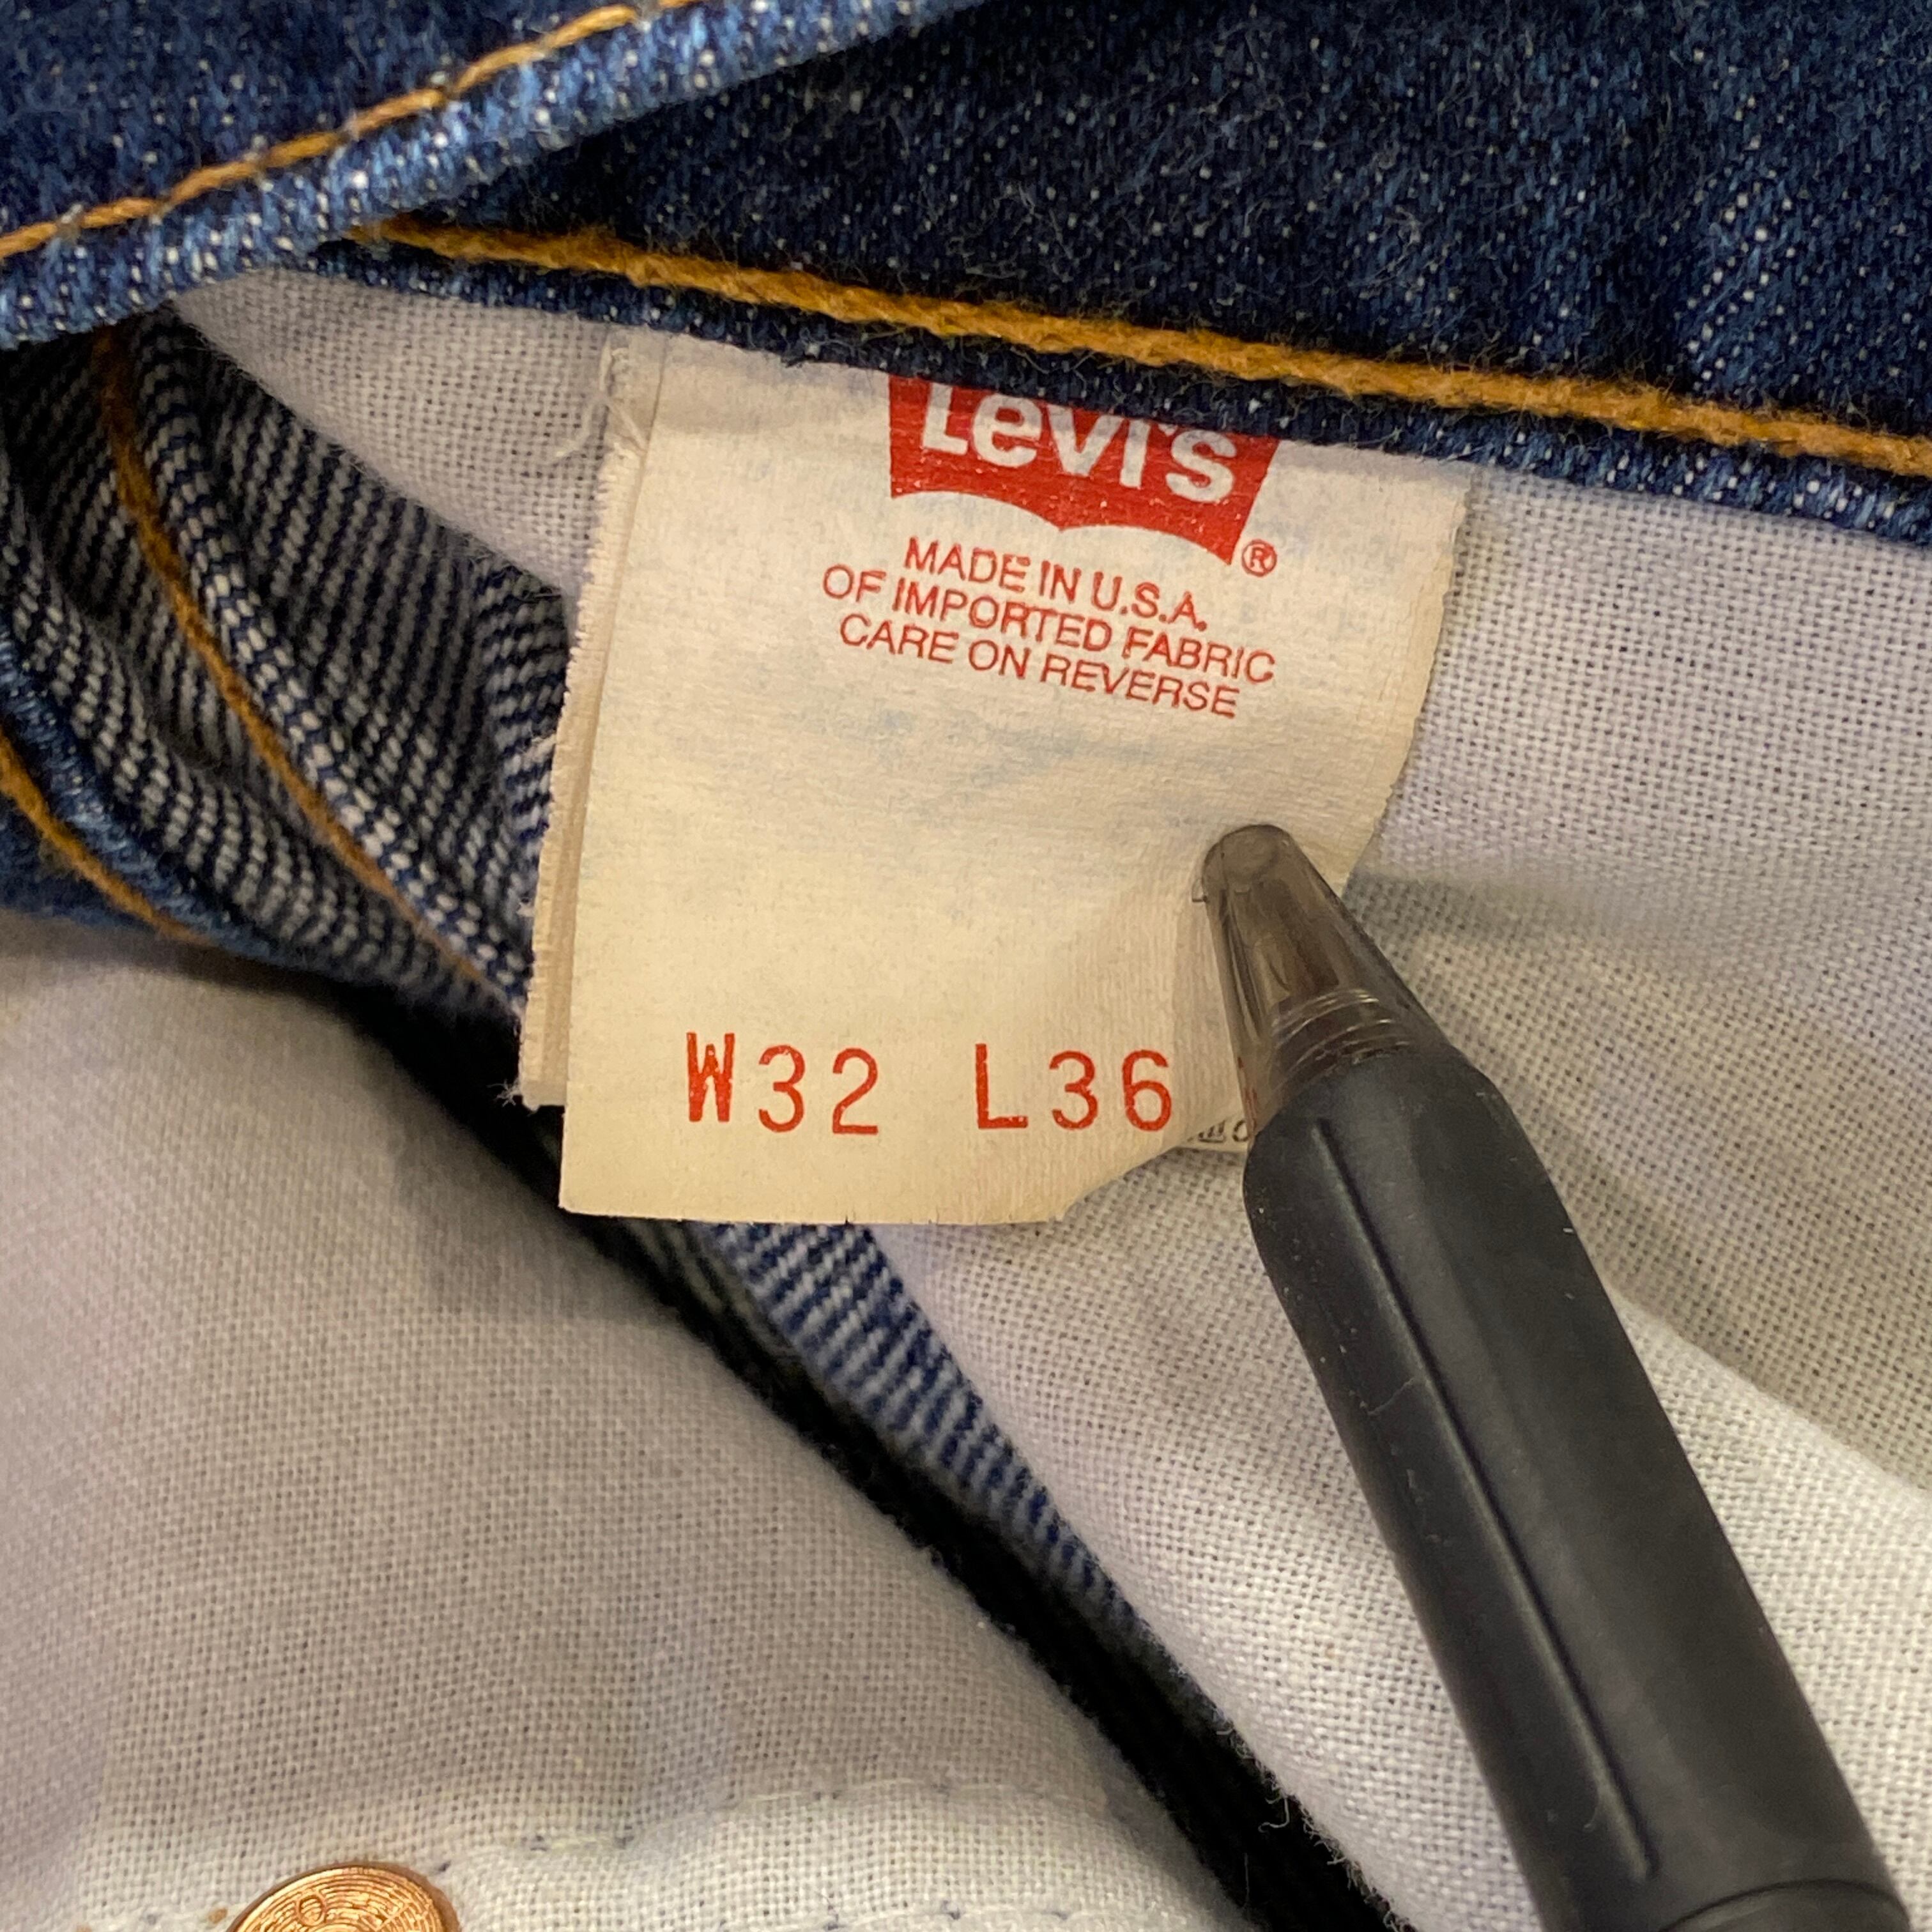 Levi's ®
MADE IN U.S.A.
OF IMPORTED FABRIC
CARE ON REVERSE
W32 L36